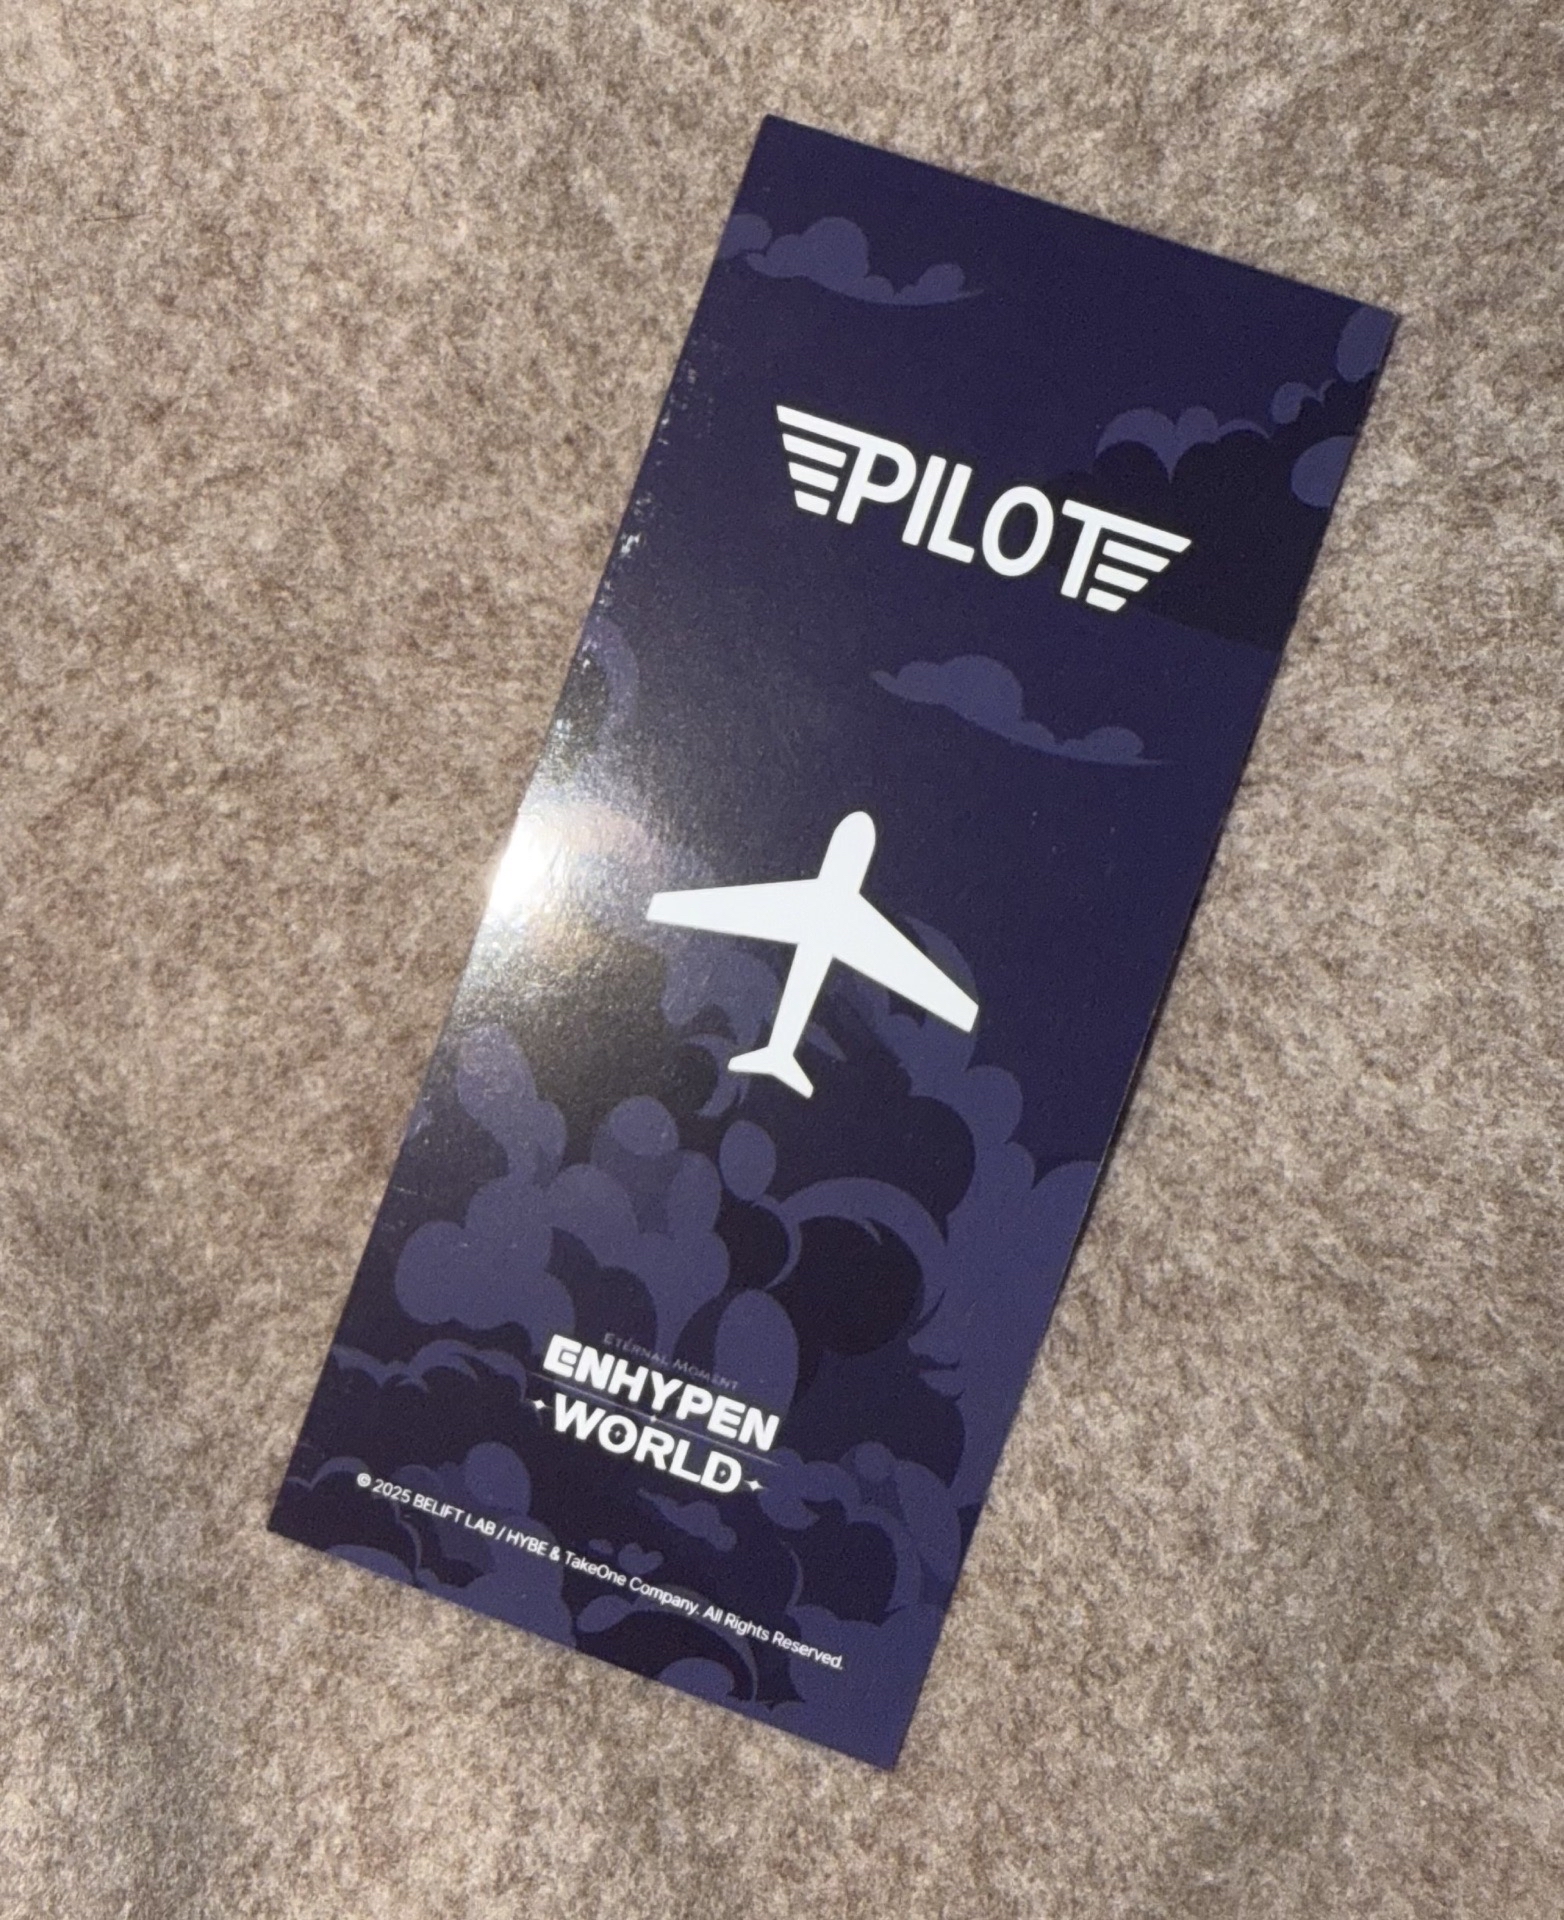 PILOT
ETERNAL MOMENT
ENHYPEN
WORLD
© 2025 BELIFT LAB / HYBE & TakeOne Company. All Rights Reserved.